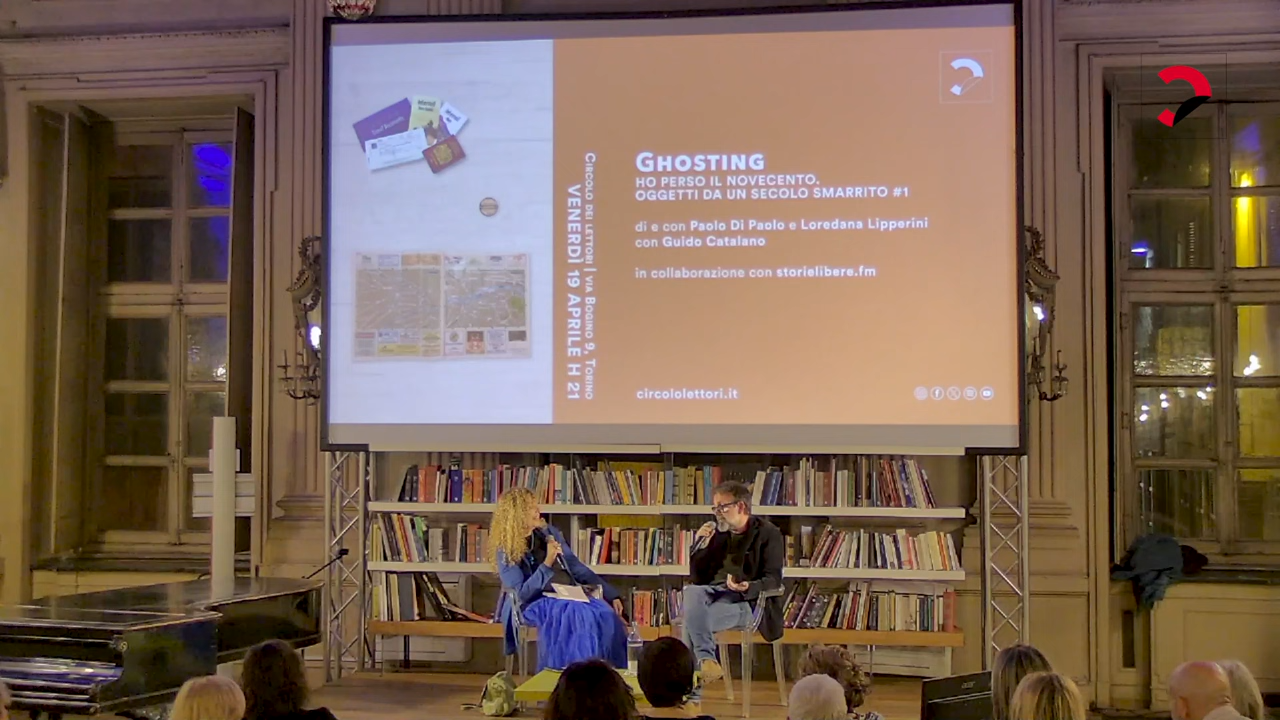 GHOSTING
HO PERSO IL NOVECENTO.
OGGETTI DA UN SECOLO SMARRITO #1
di e con Paolo Di Paolo e Loredana Lipperini
con Guido Catalano
in collaborazione con storielibere.fm
circololettori.it
CIRCOLO DEI LETTORI | VIA BOGINO 9, TORINO
VENERDÌ 19 APRILE H 21
acer